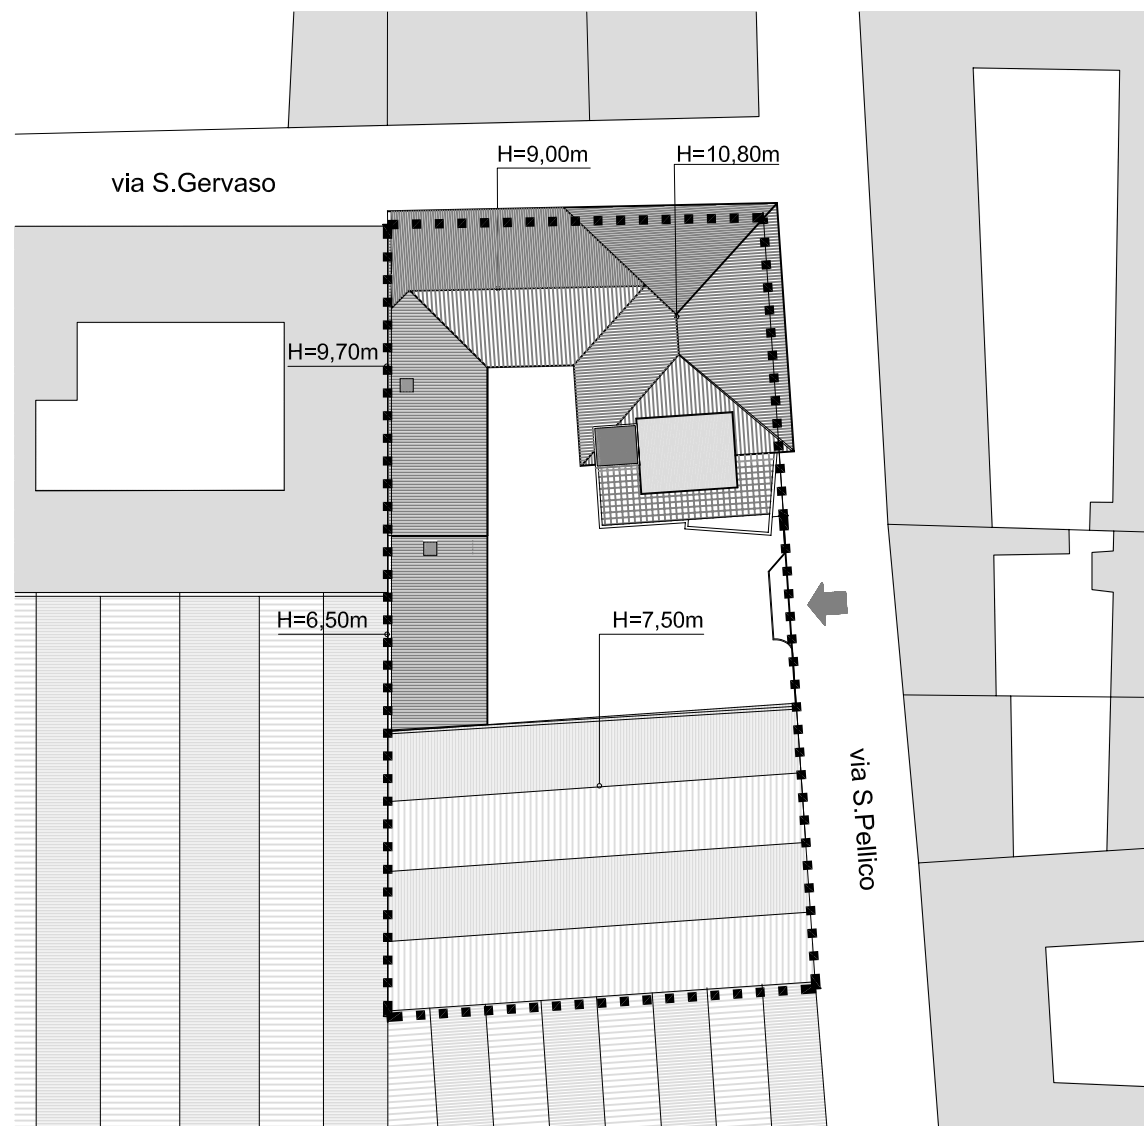 H=9,00m
H=10,80m
via S.Gervaso
H=9,70m
H=6,50m
H=7,50m
via S.Pellico